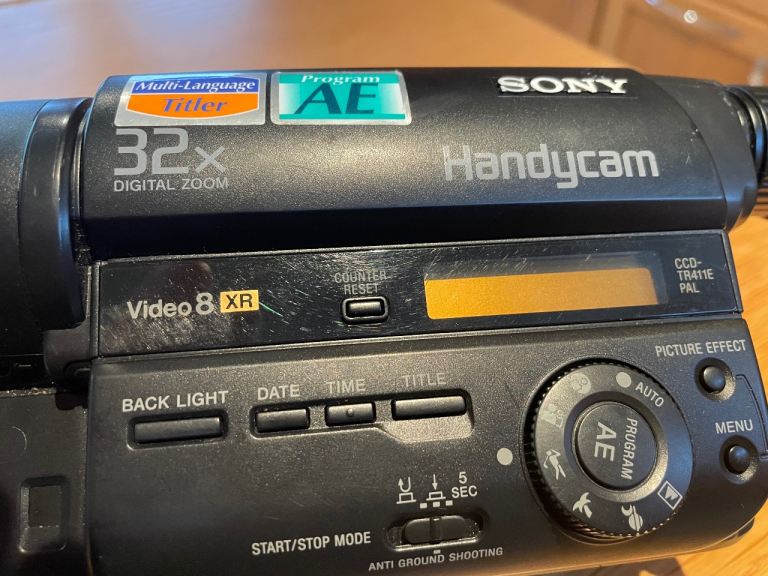 Multi-Language
Titler
Program
AE
SONY
32x
DIGITAL ZOOM
Handycam
Video 8 XR
COUNTER
RESET
CCD-
TR411E
PAL
PICTURE EFFECT
BACK LIGHT
DATE
TIME
TITLE
AUTO
PROGRAM
AE
MENU
5
SEC
START/STOP MODE
ANTI GROUND SHOOTING